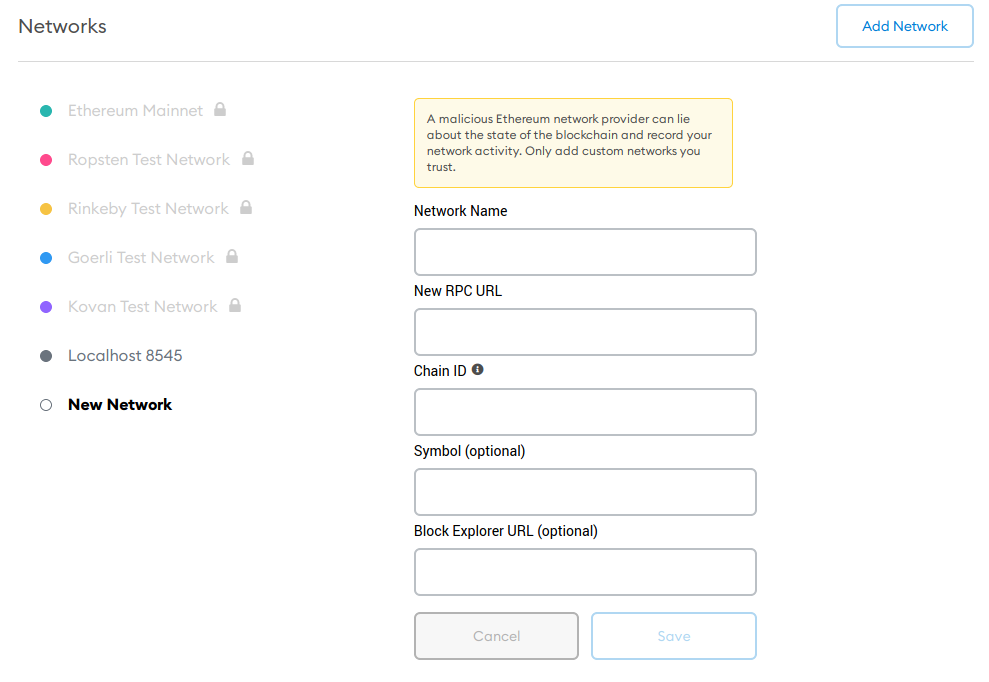 Networks
Add Network
Ethereum Mainnet
Ropsten Test Network
Rinkeby Test Network
Goerli Test Network
Kovan Test Network
Localhost 8545
New Network
A malicious Ethereum network provider can lie
about the state of the blockchain and record your
network activity. Only add custom networks you
trust.
Network Name
New RPC URL
Chain ID
Symbol (optional)
Block Explorer URL (optional)
Cancel
Save